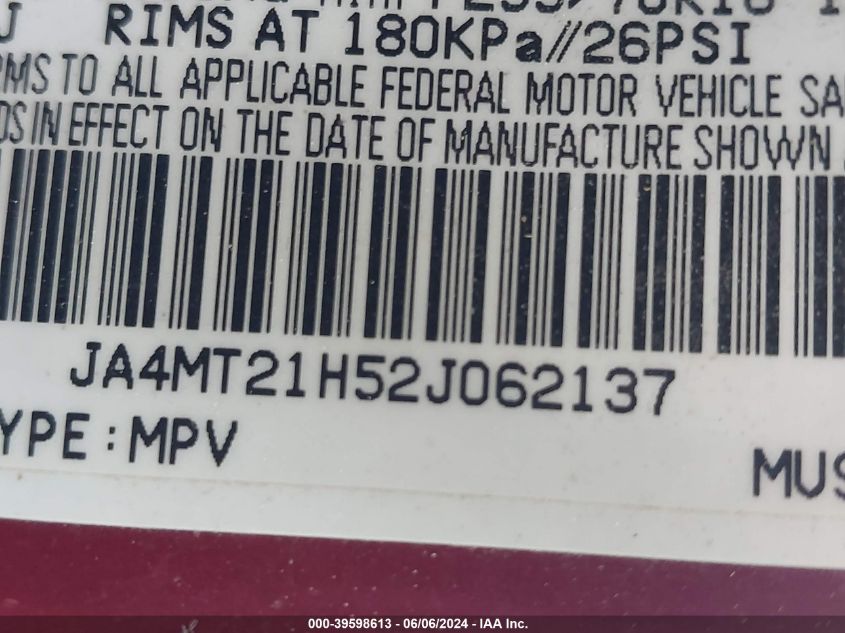 J RIMS AT 180KPa//26PSI
RMS TO ALL APPLICABLE FEDERAL MOTOR VEHICLE SA
DS IN EFFECT ON THE DATE OF MANUFACTURE SHOWN
JA4MT21H52J062137
YPE:MPV
MUS
000-39598613 - 06/06/2024 - IAA Inc.